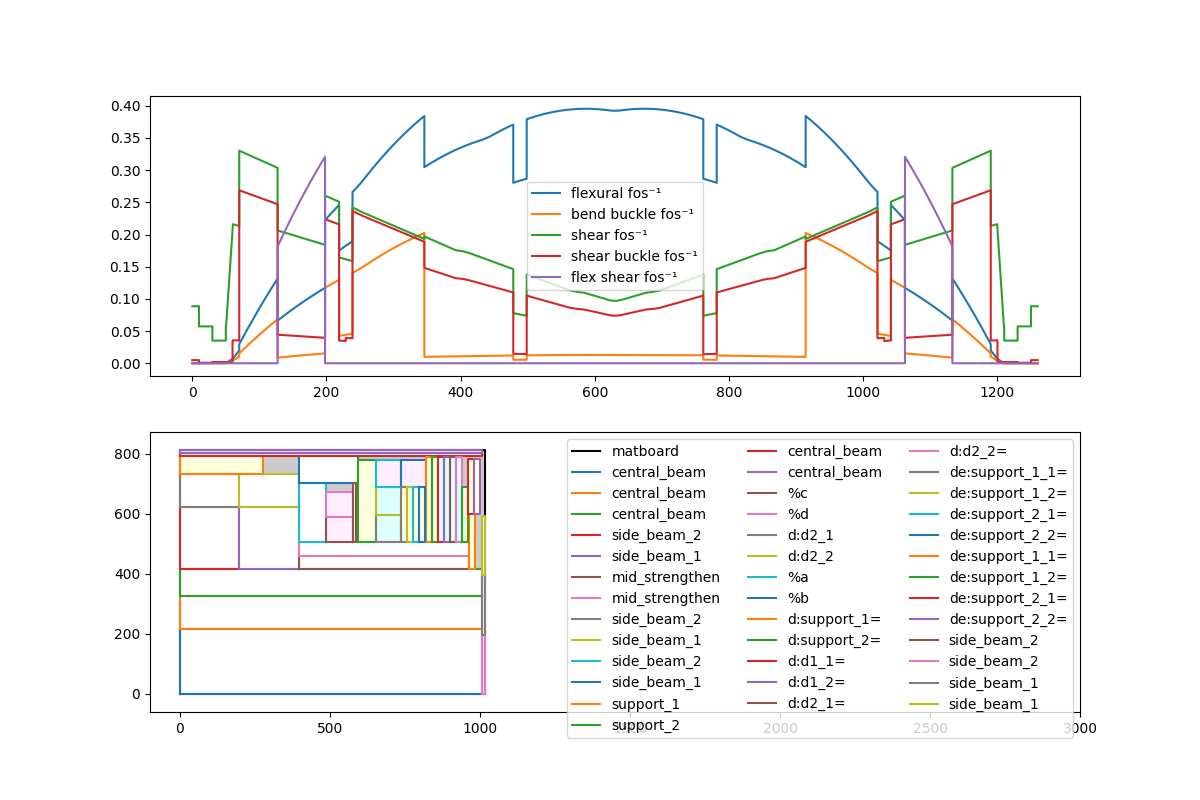 0.40
0.35
0.30
0.25
0.20
0.15
0.10
0.05
0.00
flexural fos⁻¹
bend buckle fos⁻¹
shear fos⁻¹
shear buckle fos⁻¹
flex shear fos⁻¹
0 200 400 600 800 1000 1200
800
600
400
200
0
matboard
central_beam
central_beam
central_beam
side_beam_2
side_beam_1
mid_strengthen
mid_strengthen
side_beam_2
side_beam_1
side_beam_2
side_beam_1
support_1
support_2
central_beam
central_beam
%c
%d
d:d2_1
d:d2_2
%a
%b
d:support_1=
d:support_2=
d:d1_1=
d:d1_2=
d:d2_1=
d:d2_2=
de:support_1_1=
de:support_1_2=
de:support_2_1=
de:support_2_2=
de:support_1_1=
de:support_1_2=
de:support_2_1=
de:support_2_2=
side_beam_2
side_beam_2
side_beam_1
side_beam_1
0 500 1000 1500 2000 2500 3000